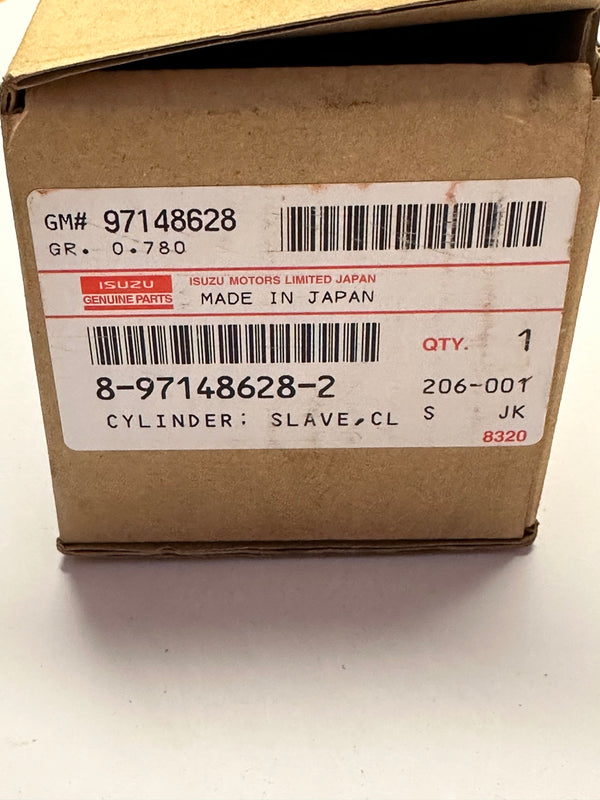 GM# 97148628
GR. 0.780
ISUZU
GENUINE PARTS
ISUZU MOTORS LIMITED JAPAN
MADE IN JAPAN
QTY. 1
8-97148628-2
206-001
CYLINDER; SLAVE,CL
S JK
8320